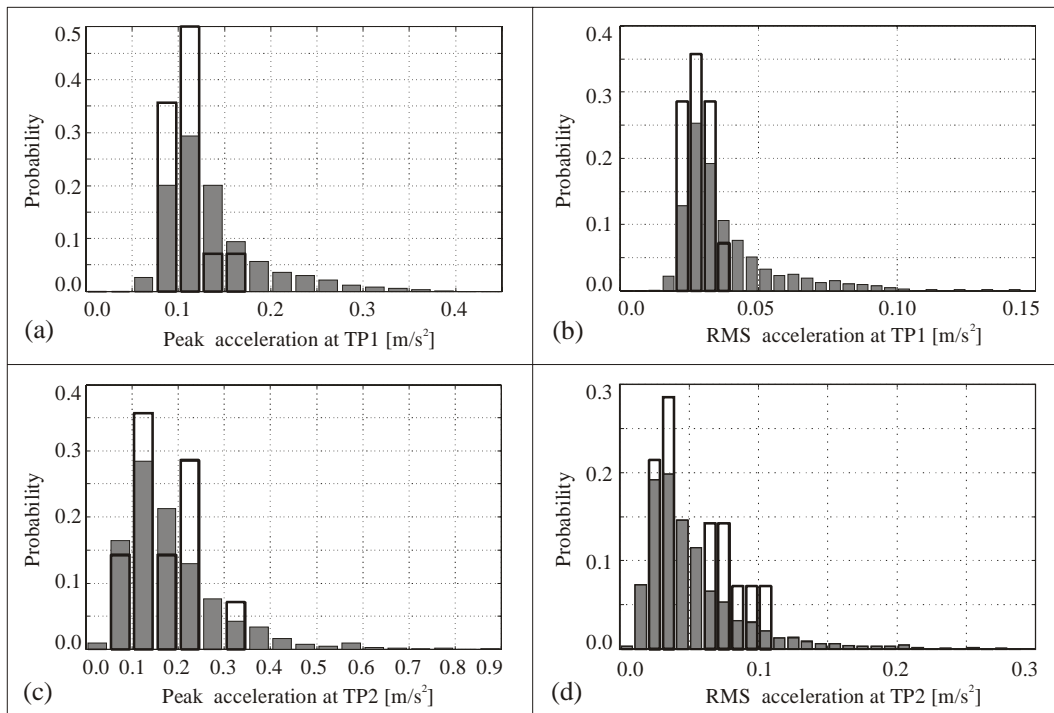 0.5
0.4
0.3
0.2
0.1
0.0
Probability
0.0 0.1 0.2 0.3 0.4
(a)
Peak acceleration at TP1 [m/s²]
0.4
0.3
0.2
0.1
0.0
Probability
0.0 0.05 0.10 0.15
(b)
RMS acceleration at TP1 [m/s²]
0.4
0.3
0.2
0.1
0.0
Probability
0.0 0.1 0.2 0.3 0.4 0.5 0.6 0.7 0.8 0.9
(c)
Peak acceleration at TP2 [m/s²]
0.3
0.2
0.1
0.0
Probability
0.0 0.1 0.2 0.3
(d)
RMS acceleration at TP2 [m/s²]